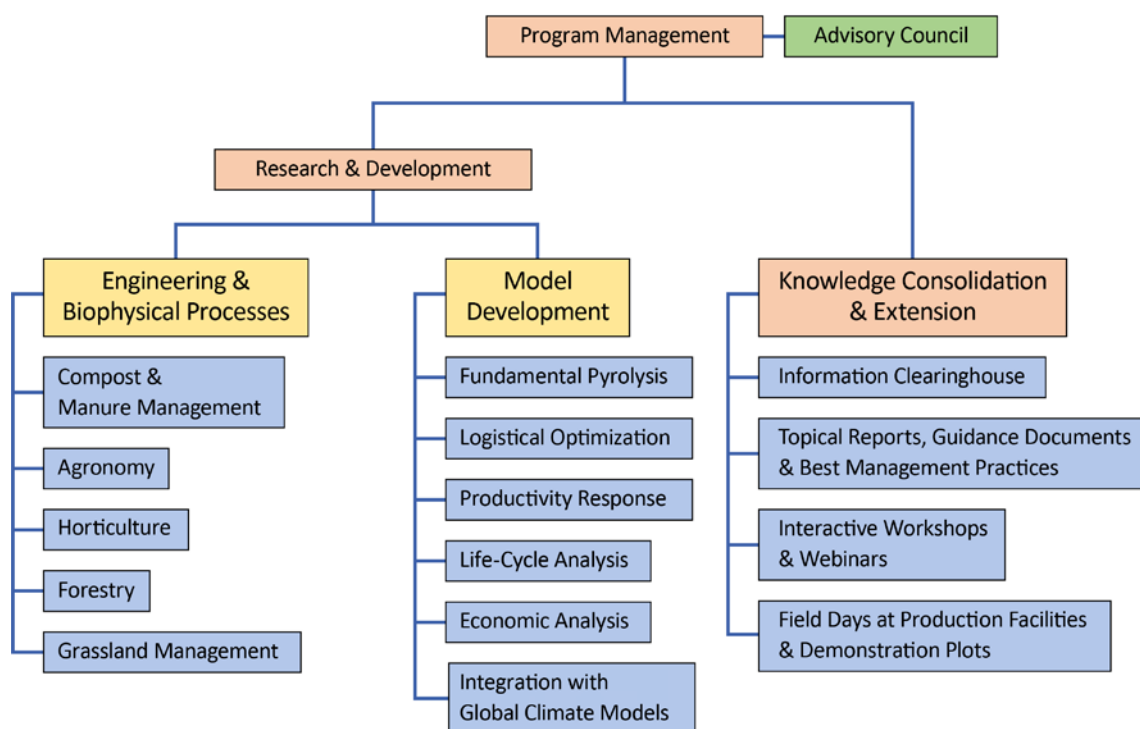 Program Management
Advisory Council
Research & Development
Engineering &
Biophysical Processes
Compost &
Manure Management
Agronomy
Horticulture
Forestry
Grassland Management
Model
Development
Fundamental Pyrolysis
Logistical Optimization
Productivity Response
Life-Cycle Analysis
Economic Analysis
Integration with
Global Climate Models
Knowledge Consolidation
& Extension
Information Clearinghouse
Topical Reports, Guidance Documents
& Best Management Practices
Interactive Workshops
& Webinars
Field Days at Production Facilities
& Demonstration Plots